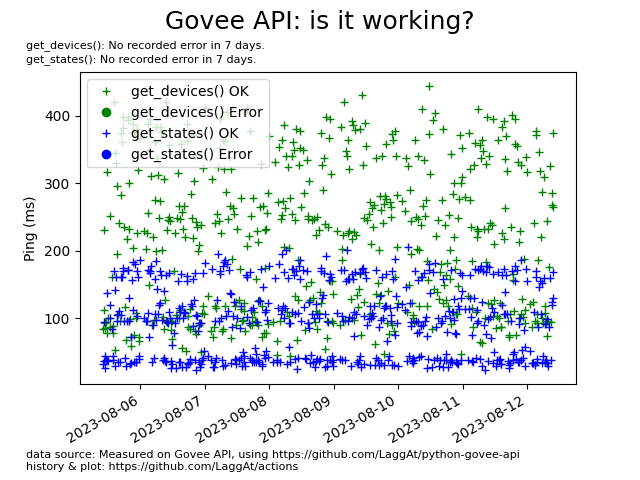 Govee API: is it working?
get_devices(): No recorded error in 7 days.
get_states(): No recorded error in 7 days.
get_devices() OK
get_devices() Error
get_states() OK
get_states() Error
400
300
200
100
Ping (ms)
2023-08-06
2023-08-07
2023-08-08
2023-08-09
2023-08-10
2023-08-11
2023-08-12
data source: Measured on Govee API, using https://github.com/LaggAt/python-govee-api
history & plot: https://github.com/LaggAt/actions